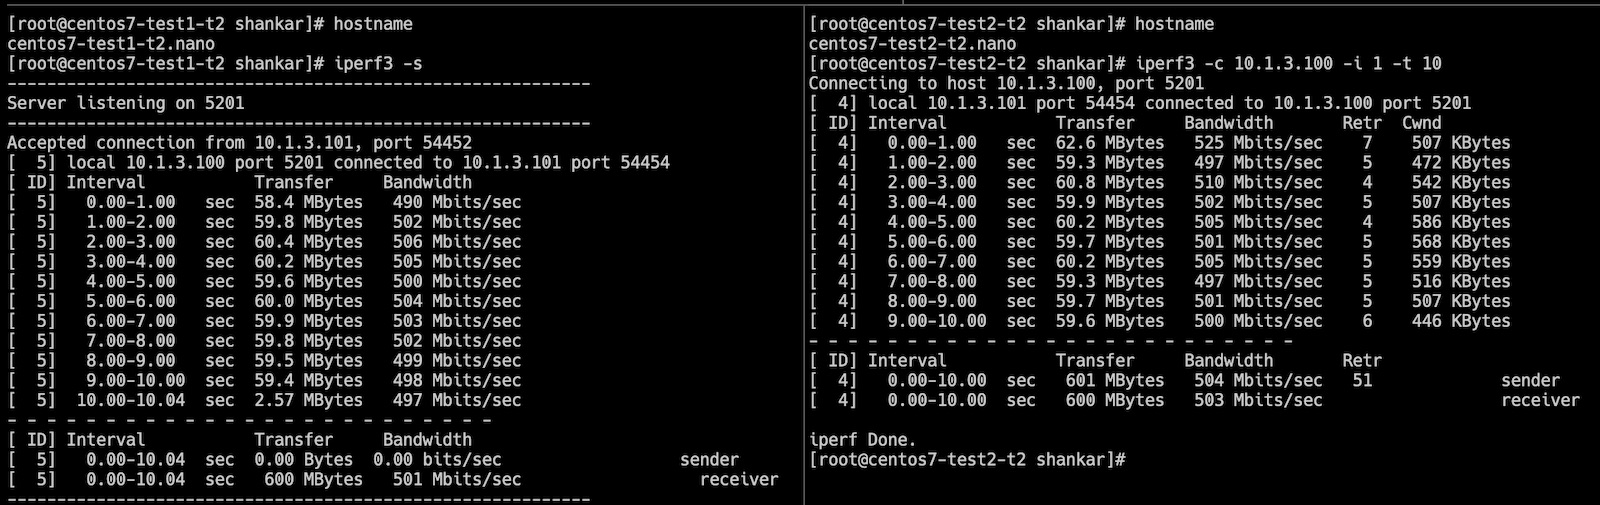 [root@centos7-test1-t2 shankar]# hostname
centos7-test1-t2.nano
[root@centos7-test1-t2 shankar]# iperf3 -s
-----------------------------------------------------------
Server listening on 5201
-----------------------------------------------------------
Accepted connection from 10.1.3.101, port 54452
[  5] local 10.1.3.100 port 5201 connected to 10.1.3.101 port 54454
[ ID] Interval           Transfer     Bandwidth
[  5]   0.00-1.00   sec  58.4 MBytes   490 Mbits/sec
[  5]   1.00-2.00   sec  59.8 MBytes   502 Mbits/sec
[  5]   2.00-3.00   sec  60.4 MBytes   506 Mbits/sec
[  5]   3.00-4.00   sec  60.2 MBytes   505 Mbits/sec
[  5]   4.00-5.00   sec  59.6 MBytes   500 Mbits/sec
[  5]   5.00-6.00   sec  60.0 MBytes   504 Mbits/sec
[  5]   6.00-7.00   sec  59.9 MBytes   503 Mbits/sec
[  5]   7.00-8.00   sec  59.8 MBytes   502 Mbits/sec
[  5]   8.00-9.00   sec  59.5 MBytes   499 Mbits/sec
[  5]   9.00-10.00  sec  59.4 MBytes   498 Mbits/sec
[  5]  10.00-10.04  sec  2.57 MBytes   497 Mbits/sec
- - - - - - - - - - - - - - - - - - - - - - - - -
[ ID] Interval           Transfer     Bandwidth
[  5]   0.00-10.04  sec  0.00 Bytes  0.00 bits/sec                  sender
[  5]   0.00-10.04  sec   600 MBytes   501 Mbits/sec                  receiver
-----------------------------------------------------------
[root@centos7-test2-t2 shankar]# hostname
centos7-test2-t2.nano
[root@centos7-test2-t2 shankar]# iperf3 -c 10.1.3.100 -i 1 -t 10
Connecting to host 10.1.3.100, port 5201
[  4] local 10.1.3.101 port 54454 connected to 10.1.3.100 port 5201
[ ID] Interval           Transfer     Bandwidth       Retr  Cwnd
[  4]   0.00-1.00   sec  62.6 MBytes   525 Mbits/sec    7    507 KBytes
[  4]   1.00-2.00   sec  59.3 MBytes   497 Mbits/sec    5    472 KBytes
[  4]   2.00-3.00   sec  60.8 MBytes   510 Mbits/sec    4    542 KBytes
[  4]   3.00-4.00   sec  59.9 MBytes   502 Mbits/sec    5    507 KBytes
[  4]   4.00-5.00   sec  60.2 MBytes   505 Mbits/sec    4    586 KBytes
[  4]   5.00-6.00   sec  59.7 MBytes   501 Mbits/sec    5    568 KBytes
[  4]   6.00-7.00   sec  60.2 MBytes   505 Mbits/sec    5    559 KBytes
[  4]   7.00-8.00   sec  59.3 MBytes   497 Mbits/sec    5    516 KBytes
[  4]   8.00-9.00   sec  59.7 MBytes   501 Mbits/sec    5    507 KBytes
[  4]   9.00-10.00  sec  59.6 MBytes   500 Mbits/sec    6    446 KBytes
- - - - - - - - - - - - - - - - - - - - - - - - -
[ ID] Interval           Transfer     Bandwidth       Retr
[  4]   0.00-10.00  sec   601 MBytes   504 Mbits/sec   51             sender
[  4]   0.00-10.00  sec   600 MBytes   503 Mbits/sec                  receiver
iperf Done.
[root@centos7-test2-t2 shankar]#